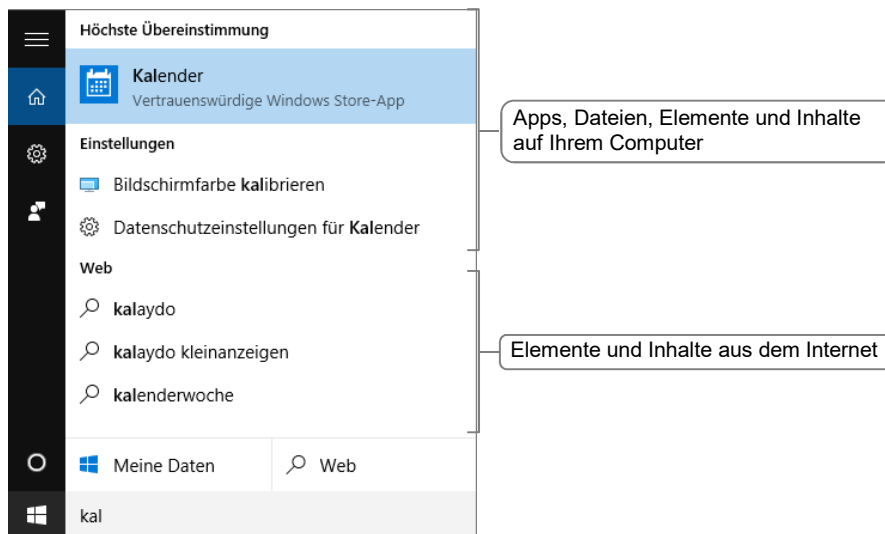 Höchste Übereinstimmung
Kalender
Vertrauenswürdige Windows Store-App
Einstellungen
Bildschirmfarbe kalibrieren
Datenschutzeinstellungen für Kalender
Web
kalaydo
kalaydo kleinanzeigen
kalenderwoche
Meine Daten
Web
kal
Apps, Dateien, Elemente und Inhalte
auf Ihrem Computer
Elemente und Inhalte aus dem Internet